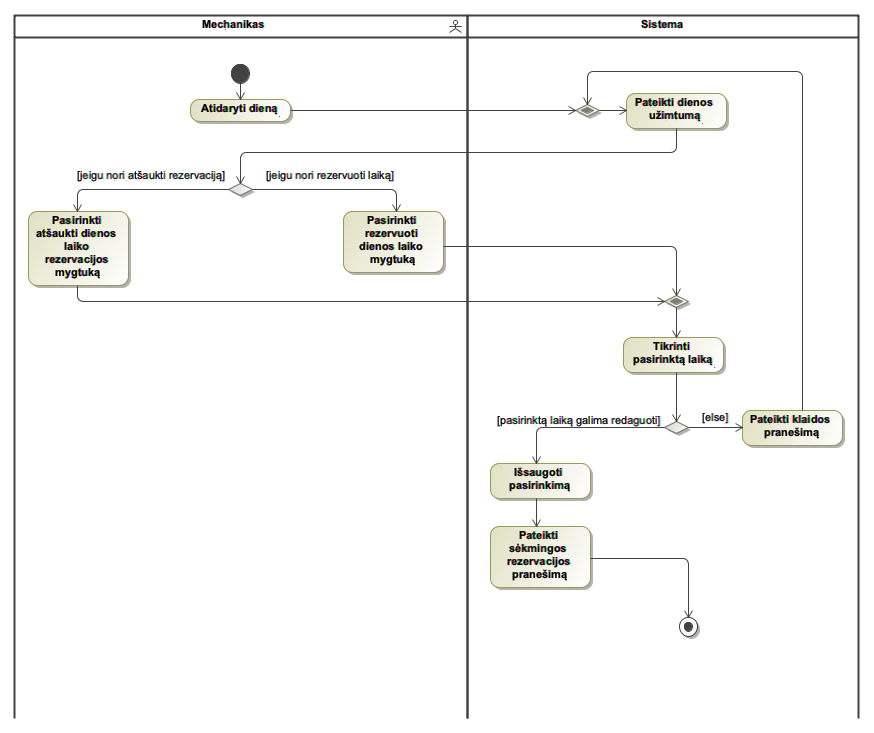 Mechanikas
Sistema
Atidaryti dieną
Pateikti dienos
užimtumą
[jeigu nori atšaukti rezervaciją]
[jeigu nori rezervuoti laiką]
Pasirinkti
atšaukti dienos
laiko
rezervacijos
mygtuką
Pasirinkti
rezervuoti
dienos laiko
mygtuką
Tikrinti
pasirinktą laiką
[pasirinktą laiką galima redaguoti]
[else]
Pateikti klaidos
pranešimą
Išsaugoti
pasirinkimą
Pateikti
sėkmingos
rezervacijos
pranešimą